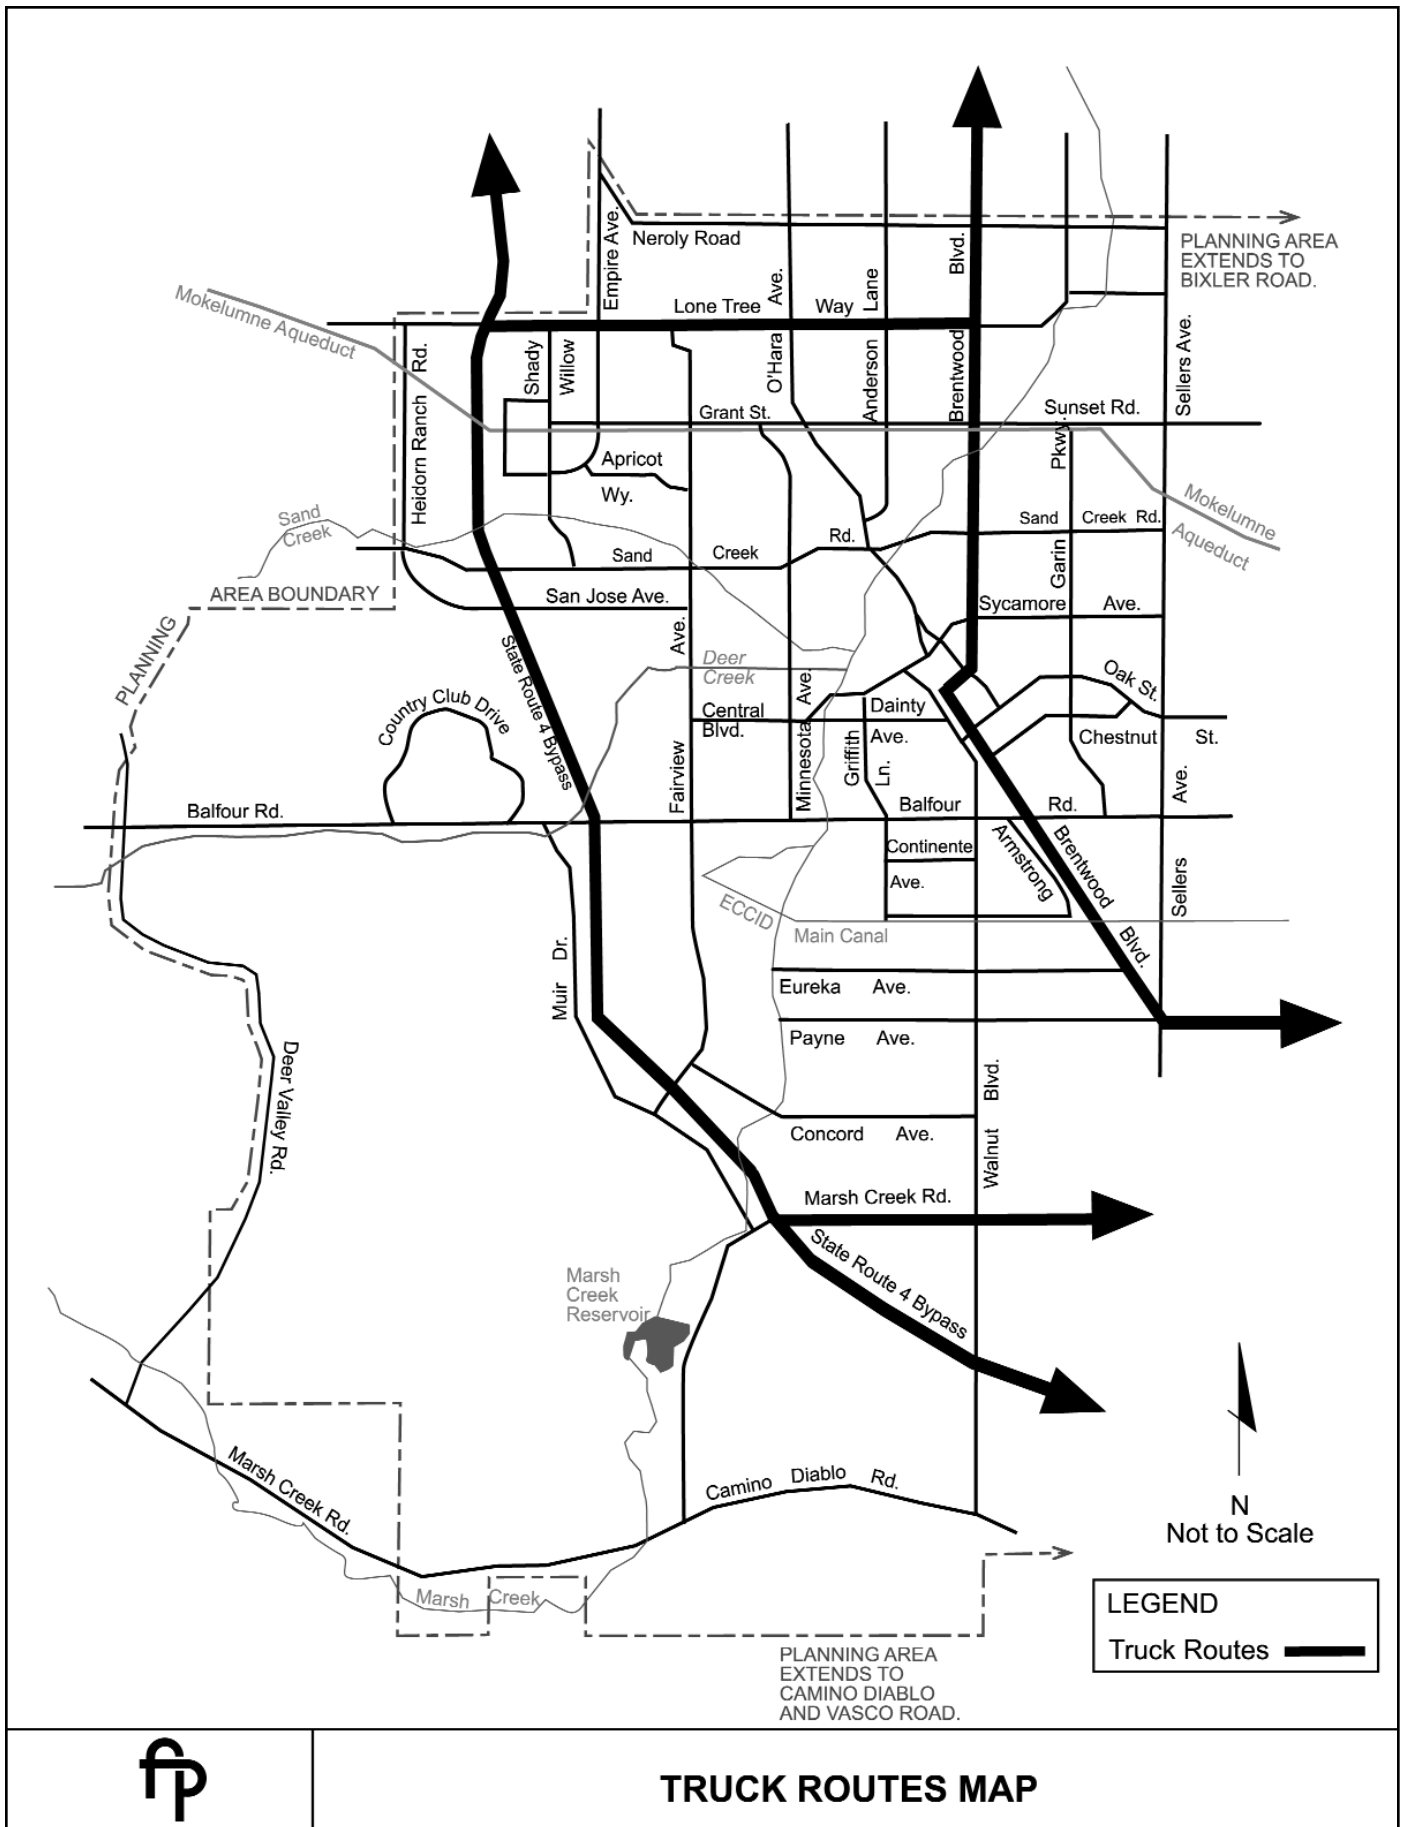 Neroly Road
Empire Ave.
PLANNING AREA
EXTENDS TO
BIXLER ROAD.
Mokelumne Aqueduct
Lone Tree Way
O'Hara Ave.
Anderson Lane
Brentwood Blvd.
Sellers Ave.
Heidorn Ranch Rd.
Shady
Willow
Grant St.
Sunset Rd.
Apricot
Wy.
Garin Pkwy.
Mokelumne
Aqueduct
Sand
Creek
Sand Creek Rd.
Sand Creek Rd.
AREA BOUNDARY
PLANNING
San Jose Ave.
Sycamore Ave.
State Route 4 Bypass
Deer
Creek
Oak St.
Country Club Drive
Fairview Ave.
Central
Blvd.
Minnesota Ave.
Dainty
Ave.
Griffith
Ln.
Chestnut St.
Balfour Rd.
Balfour Rd.
Continente
Ave.
Armstrong
Brentwood Blvd.
Sellers Ave.
ECCID
Main Canal
Muir Dr.
Eureka Ave.
Payne Ave.
Deer Valley Rd.
Concord Ave.
Walnut Blvd.
Marsh Creek Rd.
State Route 4 Bypass
Marsh
Creek
Reservoir
Marsh Creek Rd.
Camino Diablo Rd.
Marsh Creek
N
Not to Scale
LEGEND
Truck Routes
PLANNING AREA
EXTENDS TO
CAMINO DIABLO
AND VASCO ROAD.
fp
TRUCK ROUTES MAP